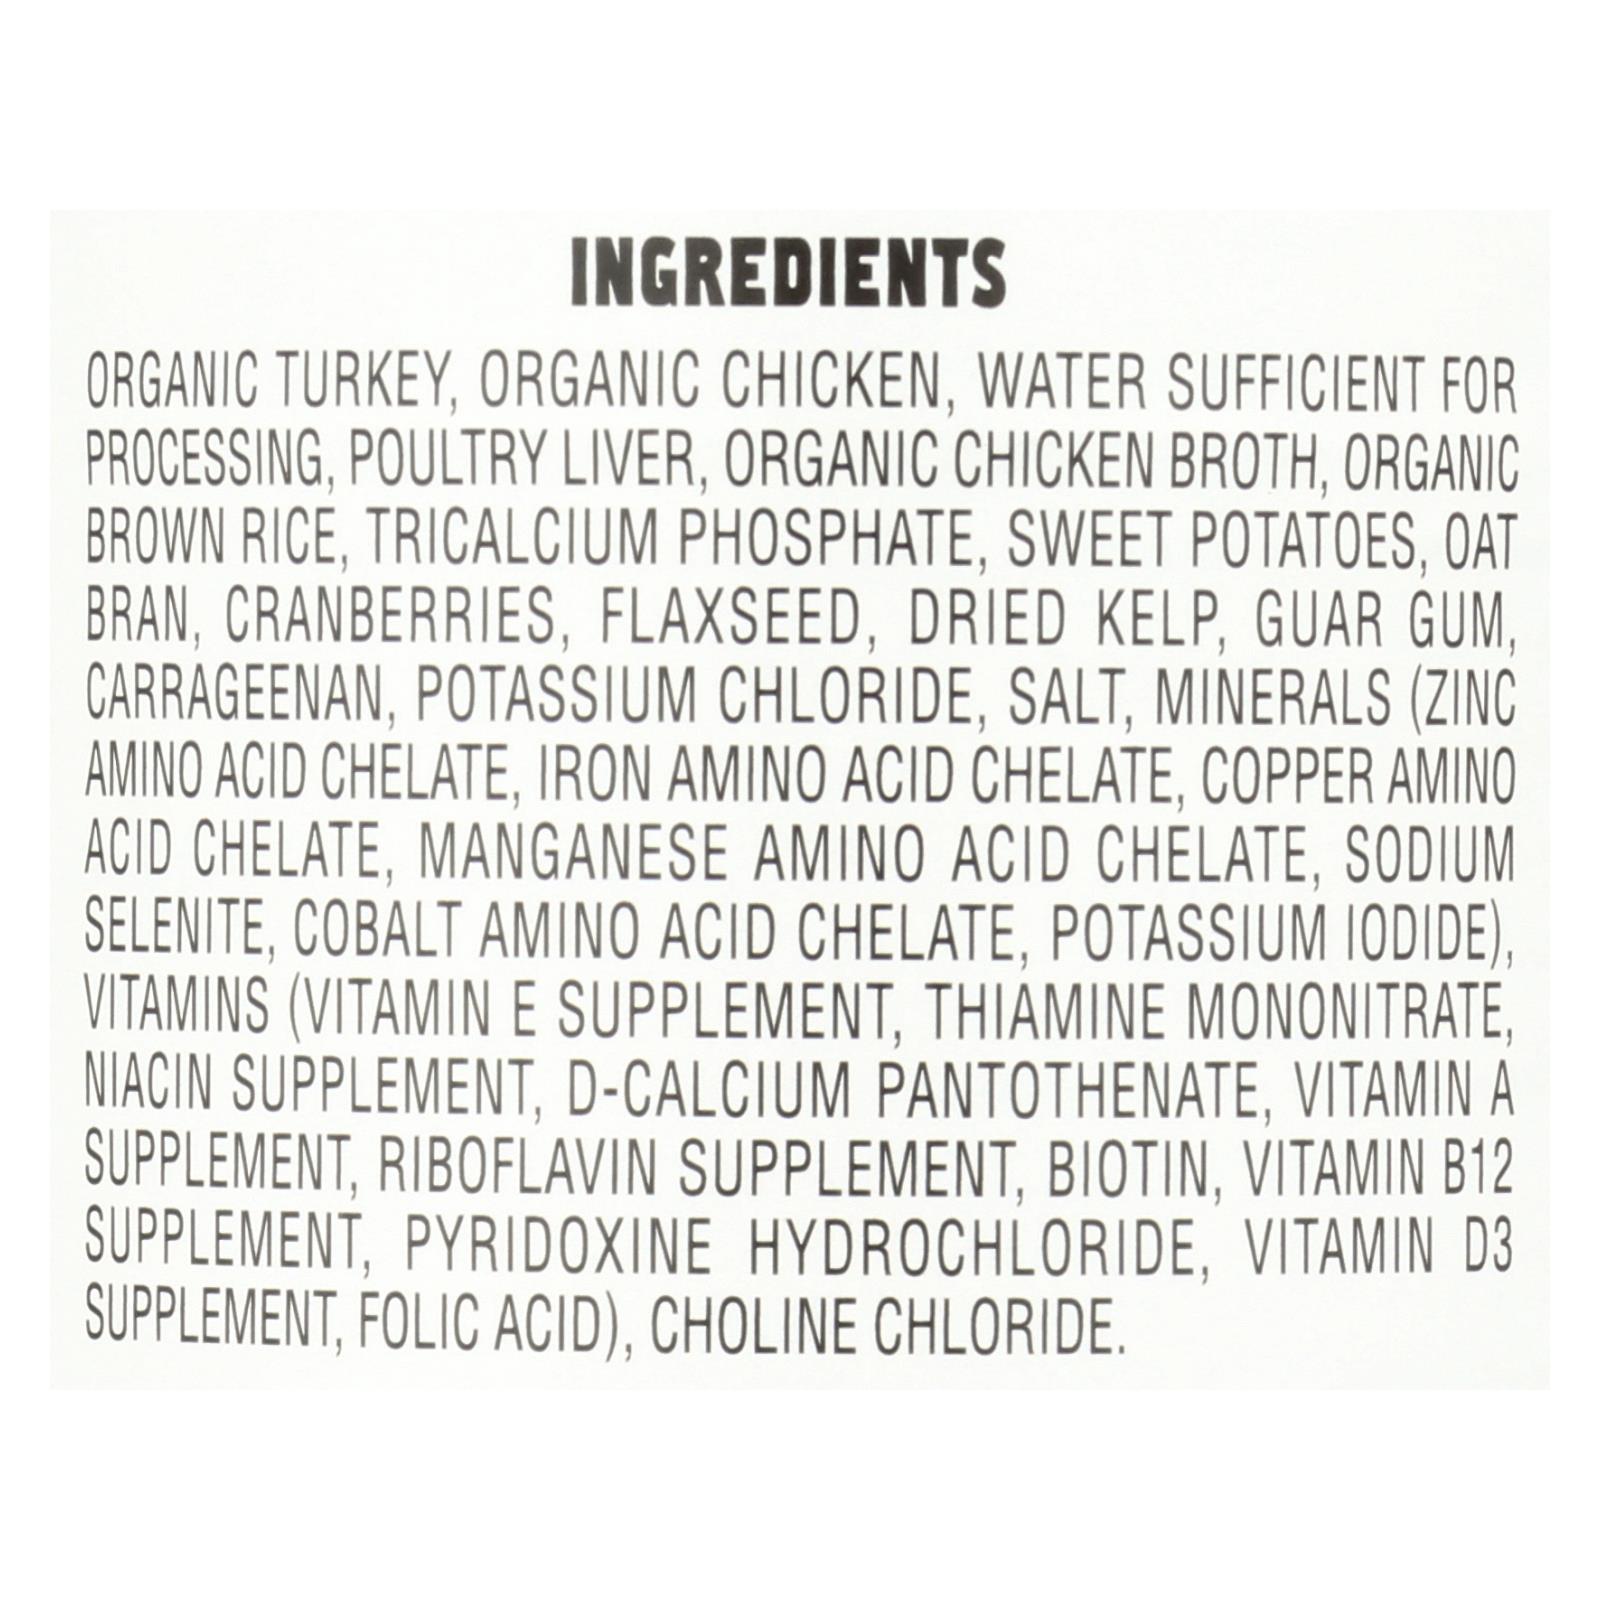 INGREDIENTS
ORGANIC TURKEY, ORGANIC CHICKEN, WATER SUFFICIENT FOR
PROCESSING, POULTRY LIVER, ORGANIC CHICKEN BROTH, ORGANIC
BROWN RICE, TRICALCIUM PHOSPHATE, SWEET POTATOES, OAT
BRAN, CRANBERRIES, FLAXSEED, DRIED KELP, GUAR GUM,
CARRAGEENAN, POTASSIUM CHLORIDE, SALT, MINERALS (ZINC
AMINO ACID CHELATE, IRON AMINO ACID CHELATE, COPPER AMINO
ACID CHELATE, MANGANESE AMINO ACID CHELATE, SODIUM
SELENITE, COBALT AMINO ACID CHELATE, POTASSIUM IODIDE),
VITAMINS (VITAMIN E SUPPLEMENT, THIAMINE MONONITRATE,
NIACIN SUPPLEMENT, D-CALCIUM PANTOTHENATE, VITAMIN A
SUPPLEMENT, RIBOFLAVIN SUPPLEMENT, BIOTIN, VITAMIN B12
SUPPLEMENT, PYRIDOXINE HYDROCHLORIDE, VITAMIN D3
SUPPLEMENT, FOLIC ACID), CHOLINE CHLORIDE.